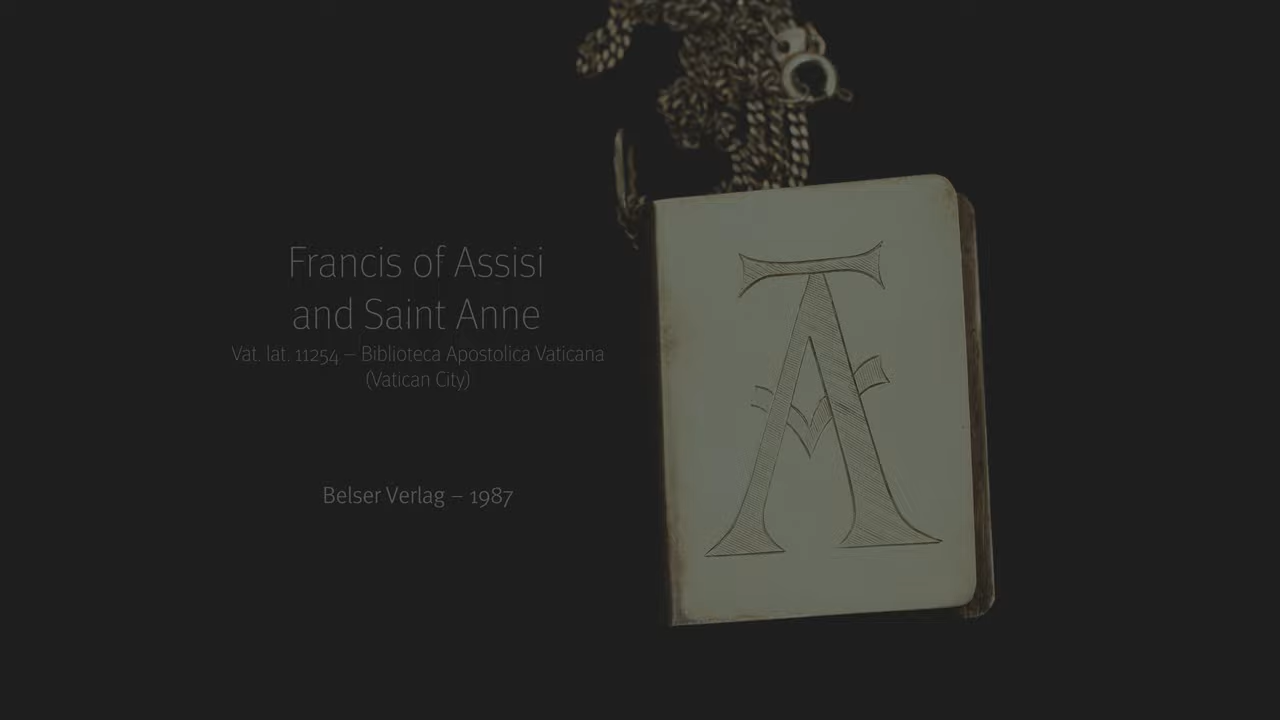 Francis of Assisi
and Saint Anne
Vat. lat. 11254 – Biblioteca Apostolica Vaticana
(Vatican City)
Belser Verlag – 1987
A